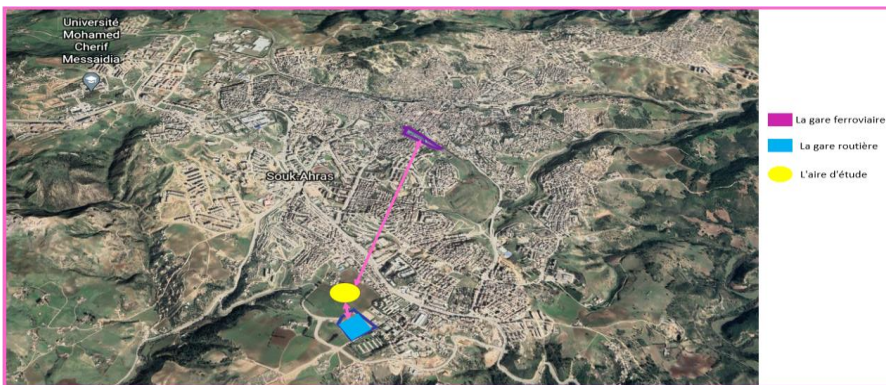 Université
Mohamed
Cherif
Messaidia
Souk Ahras
La gare ferroviaire
La gare routière
L'aire d'étude